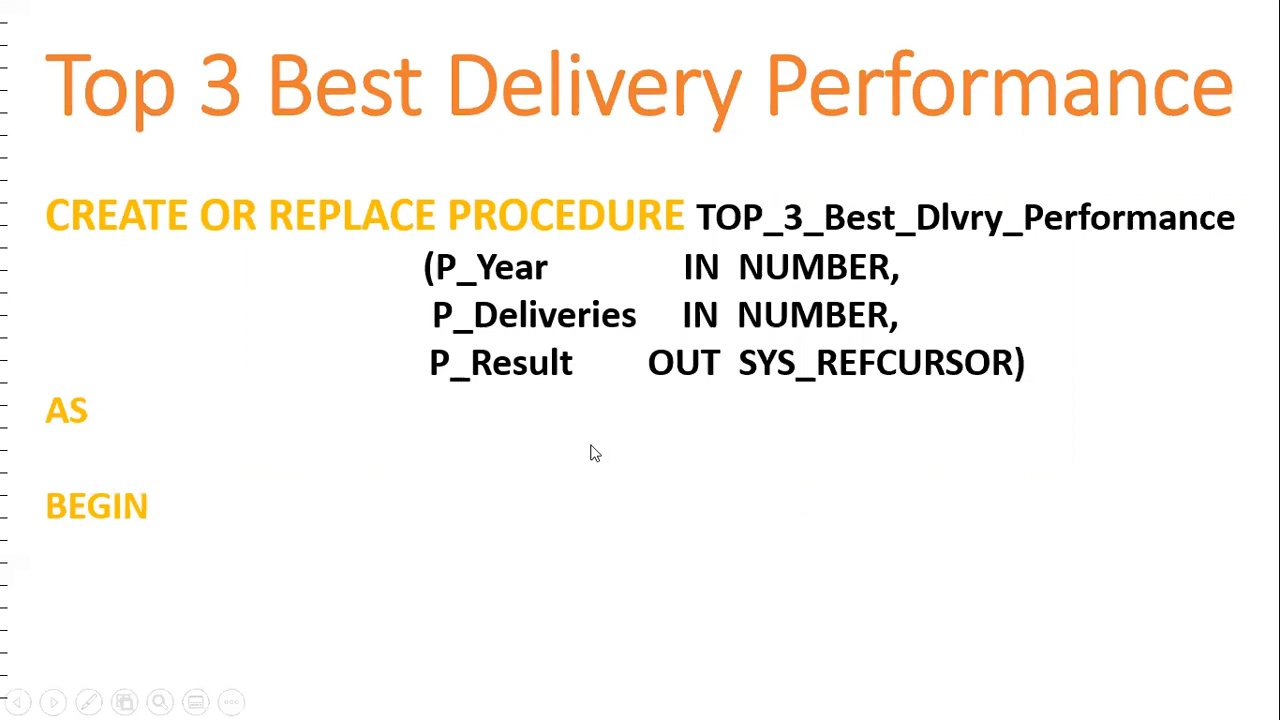 Top 3 Best Delivery Performance
CREATE OR REPLACE PROCEDURE TOP_3_Best_Dlvry_Performance
(P_Year IN NUMBER,
P_Deliveries IN NUMBER,
P_Result OUT SYS_REFCURSOR)
AS
BEGIN